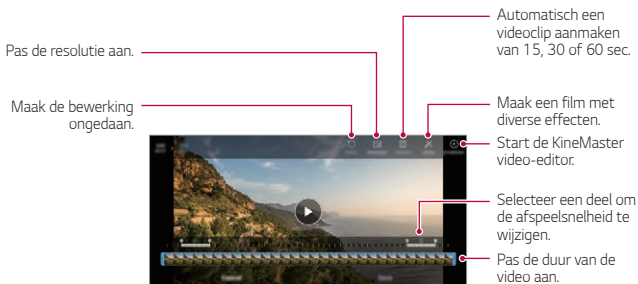 Automatisch een
videoclip aanmaken
van 15, 30 of 60 sec.
Pas de resolutie aan.
Maak de bewerking
ongedaan.
Maak een film met
diverse effecten.
Start de KineMaster
video-editor.
Selecteer een deel om
de afspeelsnelheid te
wijzigen.
Pas de duur van de
video aan.